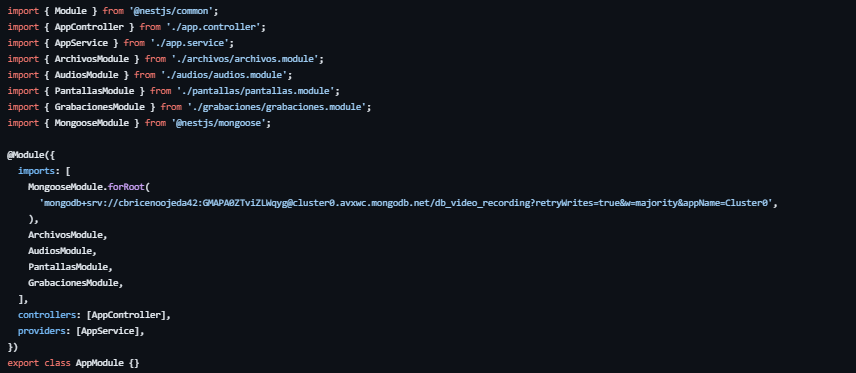 import { Module } from '@nestjs/common';
import { AppController } from './app.controller';
import { AppService } from './app.service';
import { ArchivosModule } from './archivos/archivos.module';
import { AudiosModule } from './audios/audios.module';
import { PantallasModule } from './pantallas/pantallas.module';
import { GrabacionesModule } from './grabaciones/grabaciones.module';
import { MongooseModule } from '@nestjs/mongoose';
@Module({
imports: [
MongooseModule.forRoot(
'mongodb+srv://cbricenoojeda42:GMAPA0ZTviZLWqyg@cluster0.avxwc.mongodb.net/db_video_recording?retryWrites=true&w=majority&appName=Cluster0',
),
ArchivosModule,
AudiosModule,
PantallasModule,
GrabacionesModule,
],
controllers: [AppController],
providers: [AppService],
})
export class AppModule {}